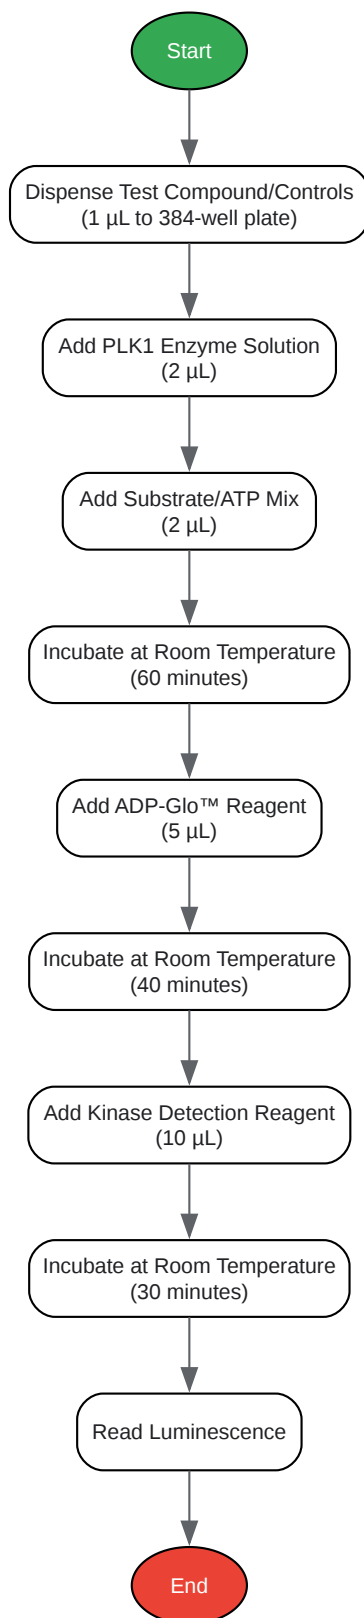 Start
Dispense Test Compound/Controls
(1 µL to 384-well plate)
Add PLK1 Enzyme Solution
(2 µL)
Add Substrate/ATP Mix
(2 µL)
Incubate at Room Temperature
(60 minutes)
Add ADP-Glo™ Reagent
(5 µL)
Incubate at Room Temperature
(40 minutes)
Add Kinase Detection Reagent
(10 µL)
Incubate at Room Temperature
(30 minutes)
Read Luminescence
End